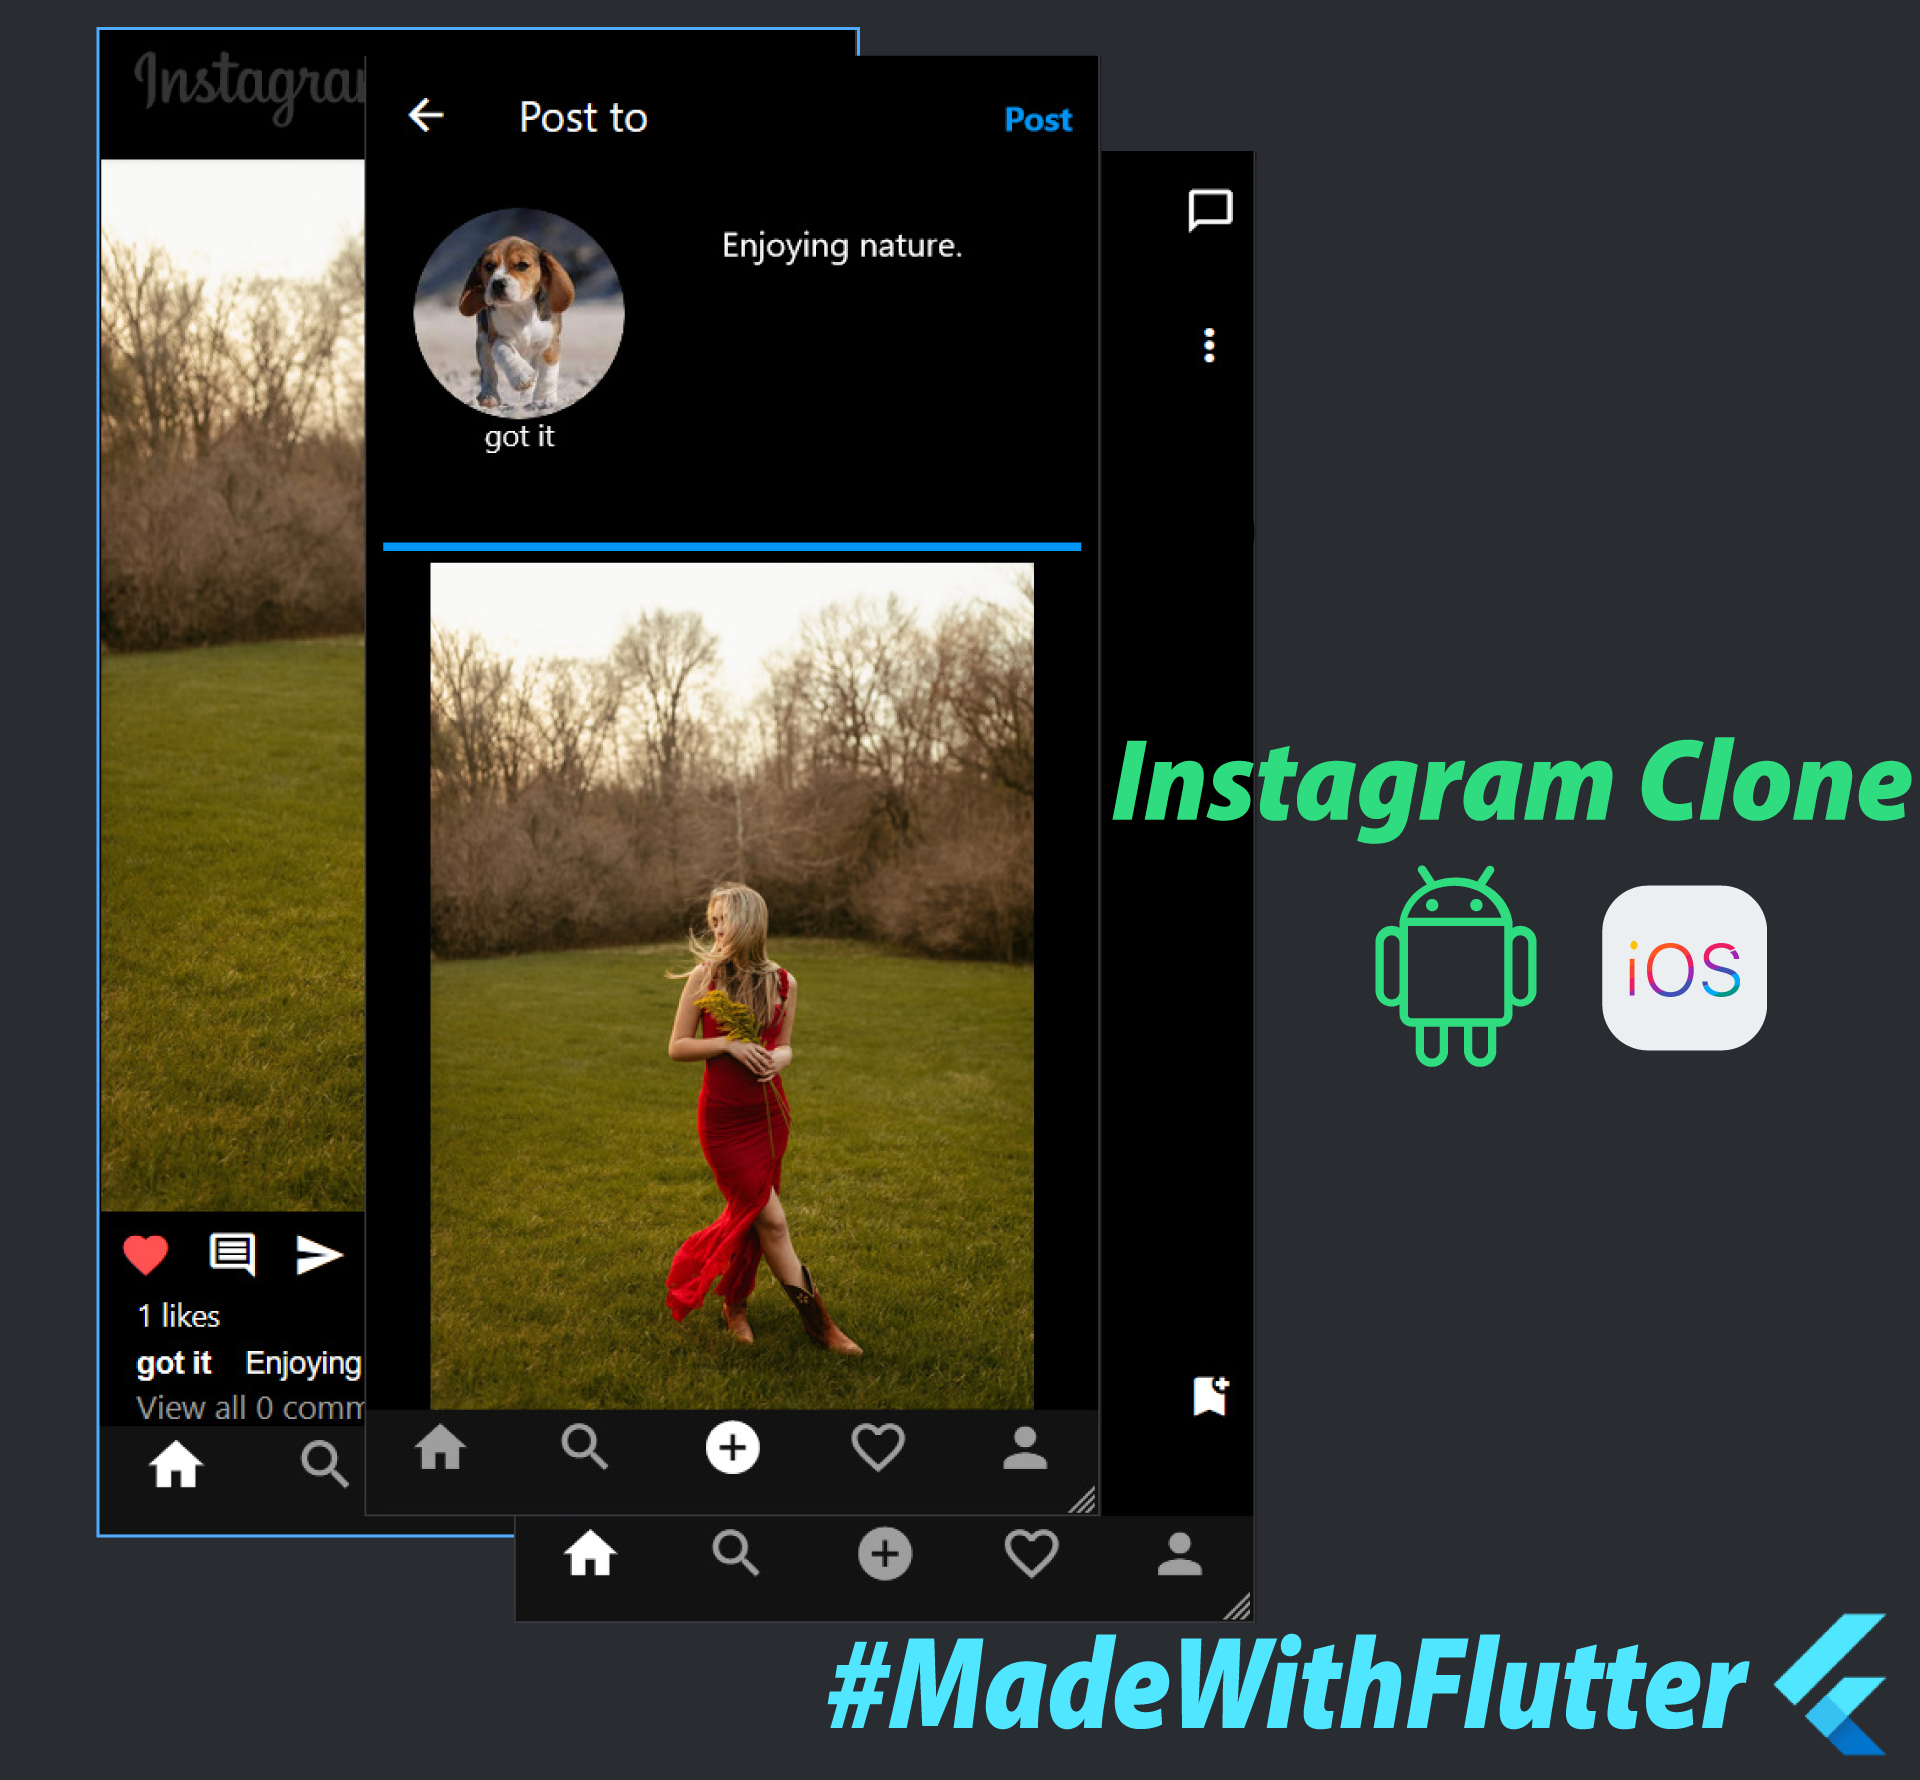 Instagra
Post to
Post
Enjoying nature.
got it
Instagram Clone
iOS
1 likes
got it Enjoying
View all 0 comm
#MadeWithFlutter